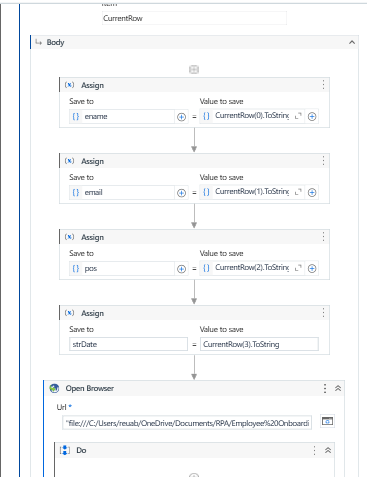 CurrentRow
Body
Assign
Save to Value to save
ename = CurrentRow(0).ToString
Assign
Save to Value to save
email = CurrentRow(1).ToString
Assign
Save to Value to save
pos = CurrentRow(2).ToString
Assign
Save to Value to save
strDate = CurrentRow(3).ToString
Open Browser
Url *
"file:///C:/Users/reuab/OneDrive/Documents/RPA/Employee%20Onboardi
Do